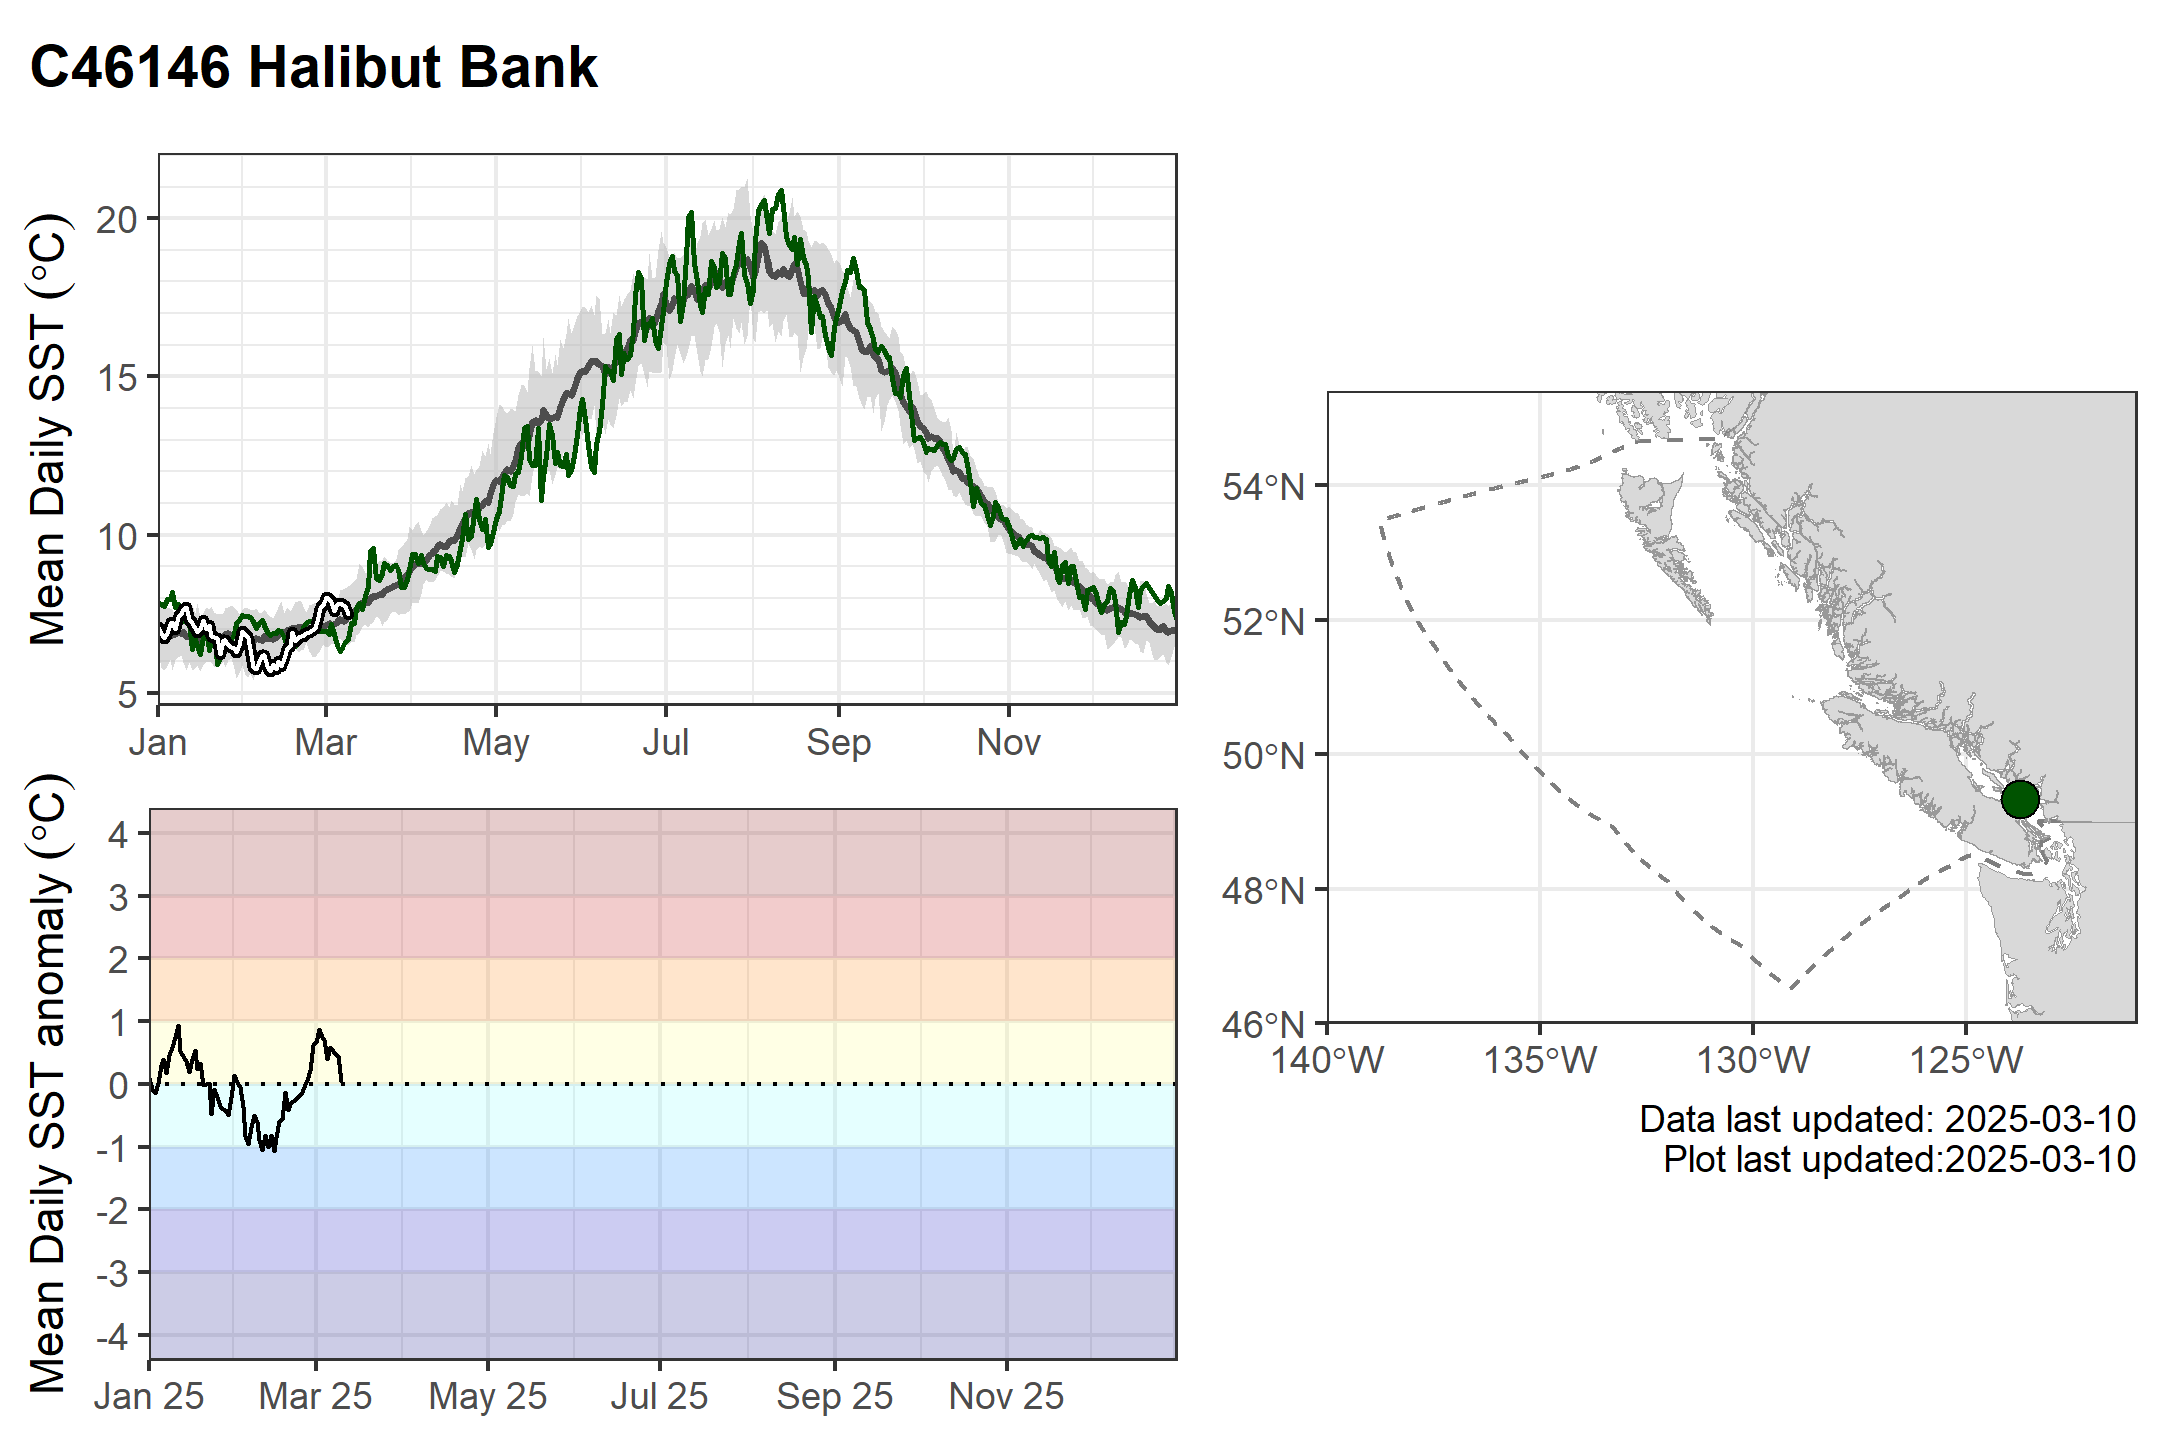 C46146 Halibut Bank
Mean Daily SST (°C)
20
15
10
5
Jan Mar May Jul Sep Nov
Mean Daily SST anomaly (°C)
4
3
2
1
0
-1
-2
-3
-4
Jan 25 Mar 25 May 25 Jul 25 Sep 25 Nov 25
54°N
52°N
50°N
48°N
46°N
140°W 135°W 130°W 125°W
Data last updated: 2025-03-10
Plot last updated:2025-03-10